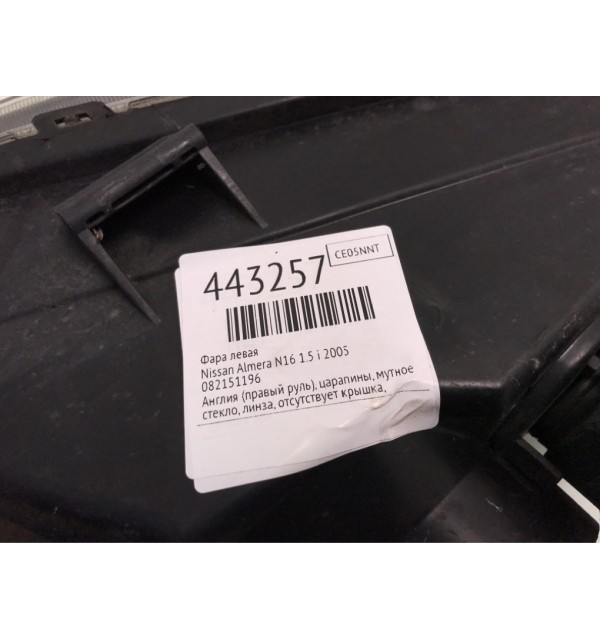 443257
CE05NNT
Фара левая
Nissan Almera N16 1.5 i 2005
082151196
Англия (правый руль), царапины, мутное
стекло, линза, отсутствует крышка,